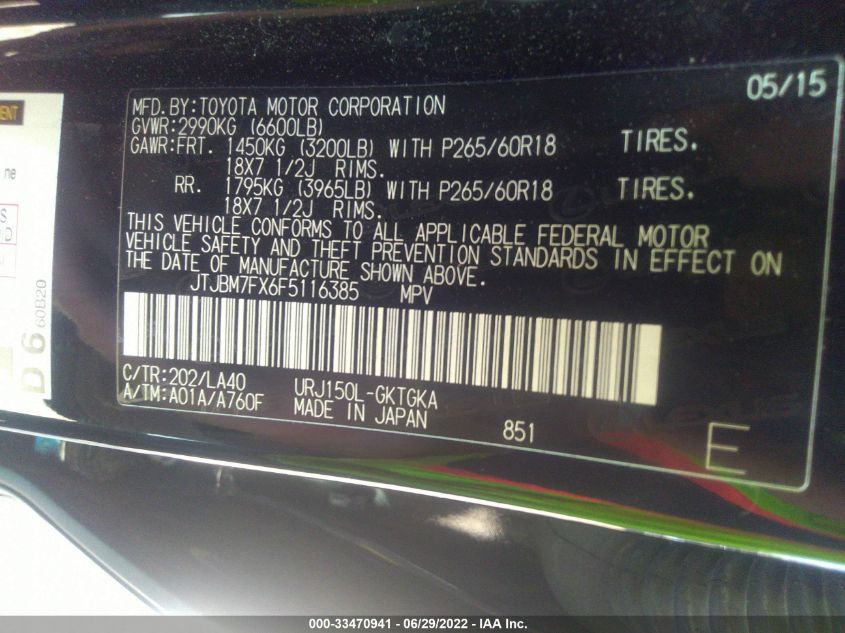 05/15
MFD.BY:TOYOTA MOTOR CORPORATION
GVWR:2990KG (6600LB)
GAWR:FRT. 1450KG (3200LB) WITH P265/60R18 TIRES.
18X7 1/2J RIMS.
RR. 1795KG (3965LB) WITH P265/60R18 TIRES.
18X7 1/2J RIMS.
THIS VEHICLE CONFORMS TO ALL APPLICABLE FEDERAL MOTOR
VEHICLE SAFETY AND THEFT PREVENTION STANDARDS IN EFFECT ON
THE DATE OF MANUFACTURE SHOWN ABOVE.
JTJBM7FX6F5116385 MPV
C/TR:202/LA40 URJ150L-GKTGKA
A/TM:A01A/A760F MADE IN JAPAN
851
E
ne
D6
60B20
000-33470941 - 06/29/2022 - IAA Inc.